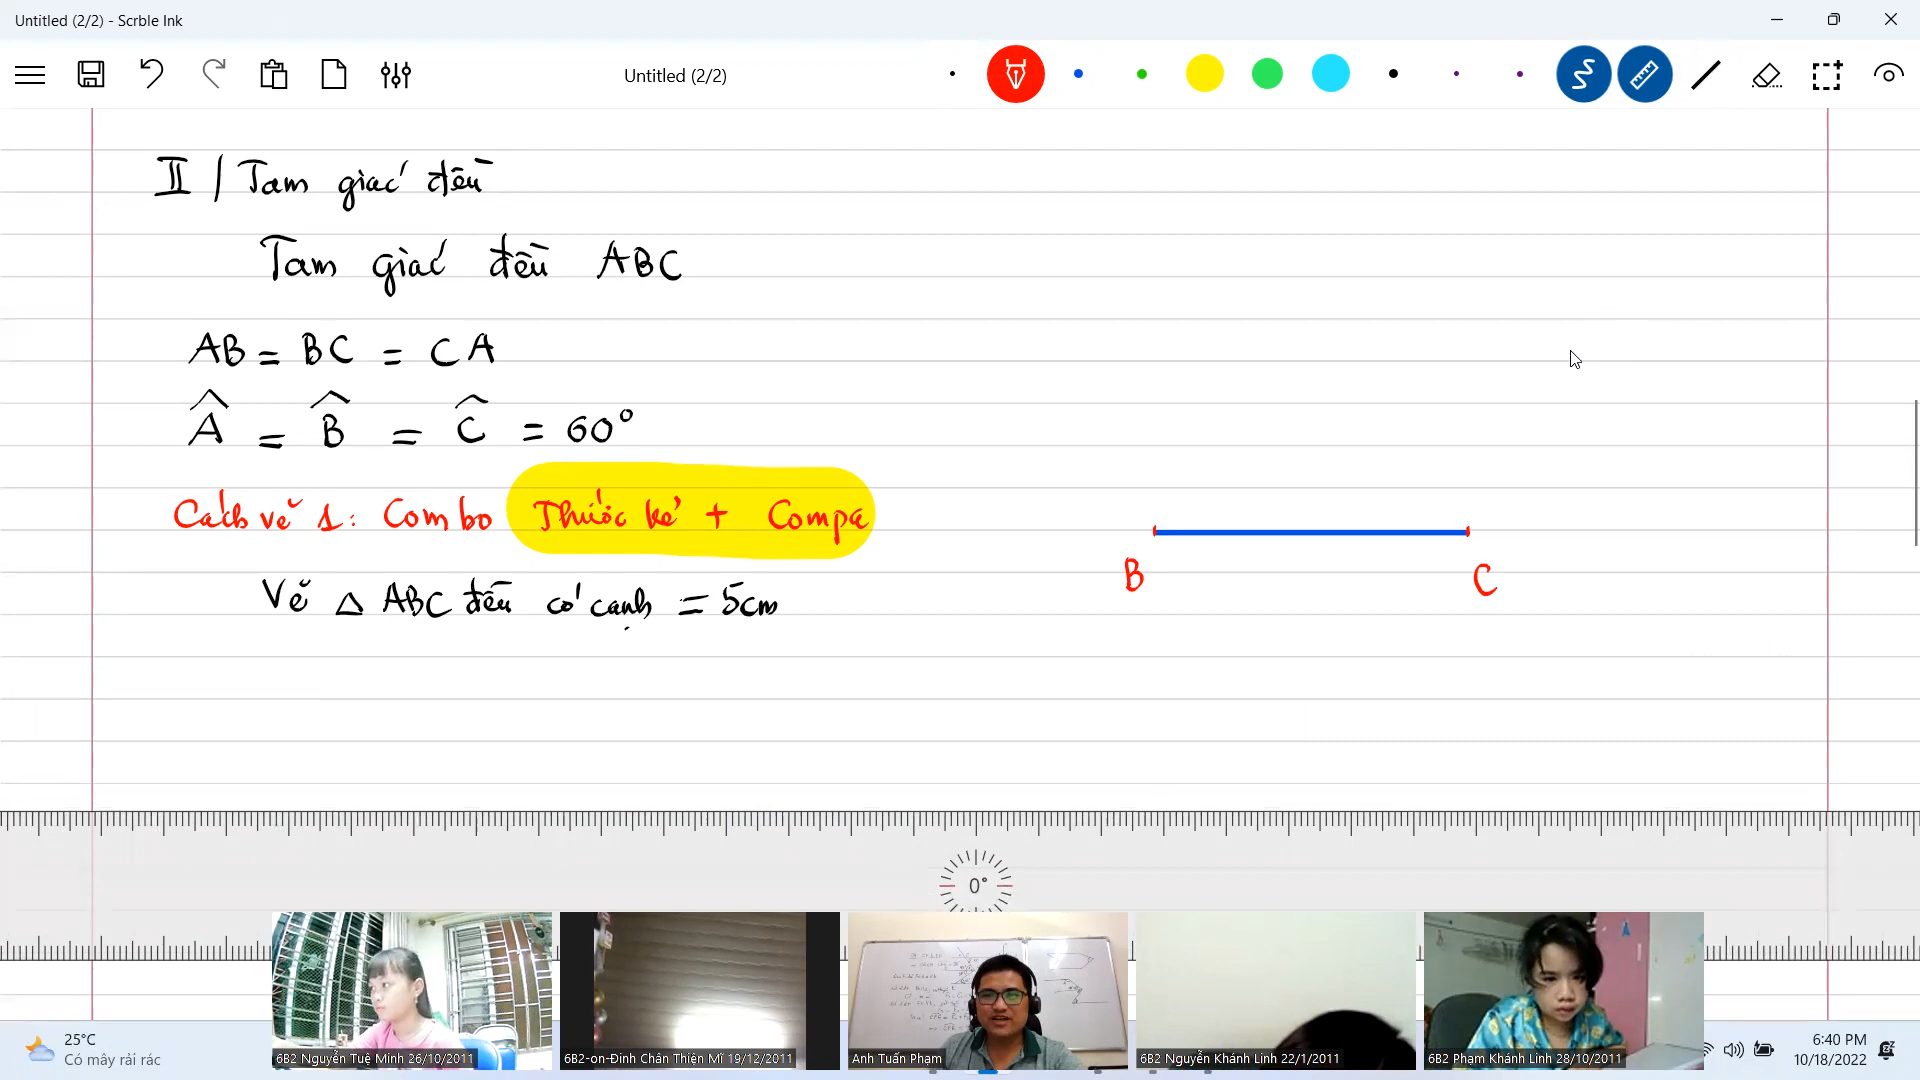 Untitled (2/2) - Scrble Ink
Untitled (2/2)
II / Tam giác đều
Tam giác đều ABC
AB = BC = CA
Â = B̂ = Ĉ = 60°
Cách vẽ 1: Combo Thước kẻ + Compa
Vẽ △ ABC đều có cạnh = 5cm
B
C
0°
6B2 Nguyễn Tuệ Minh 26/10/2011
6B2-on-Đinh Chân Thiện Mĩ 19/12/2011
Anh Tuấn Phạm
6B2 Nguyễn Khánh Linh 22/1/2011
6B2 Phạm Khánh Linh 28/10/2011
25°C
Có mây rải rác
6:40 PM
10/18/2022